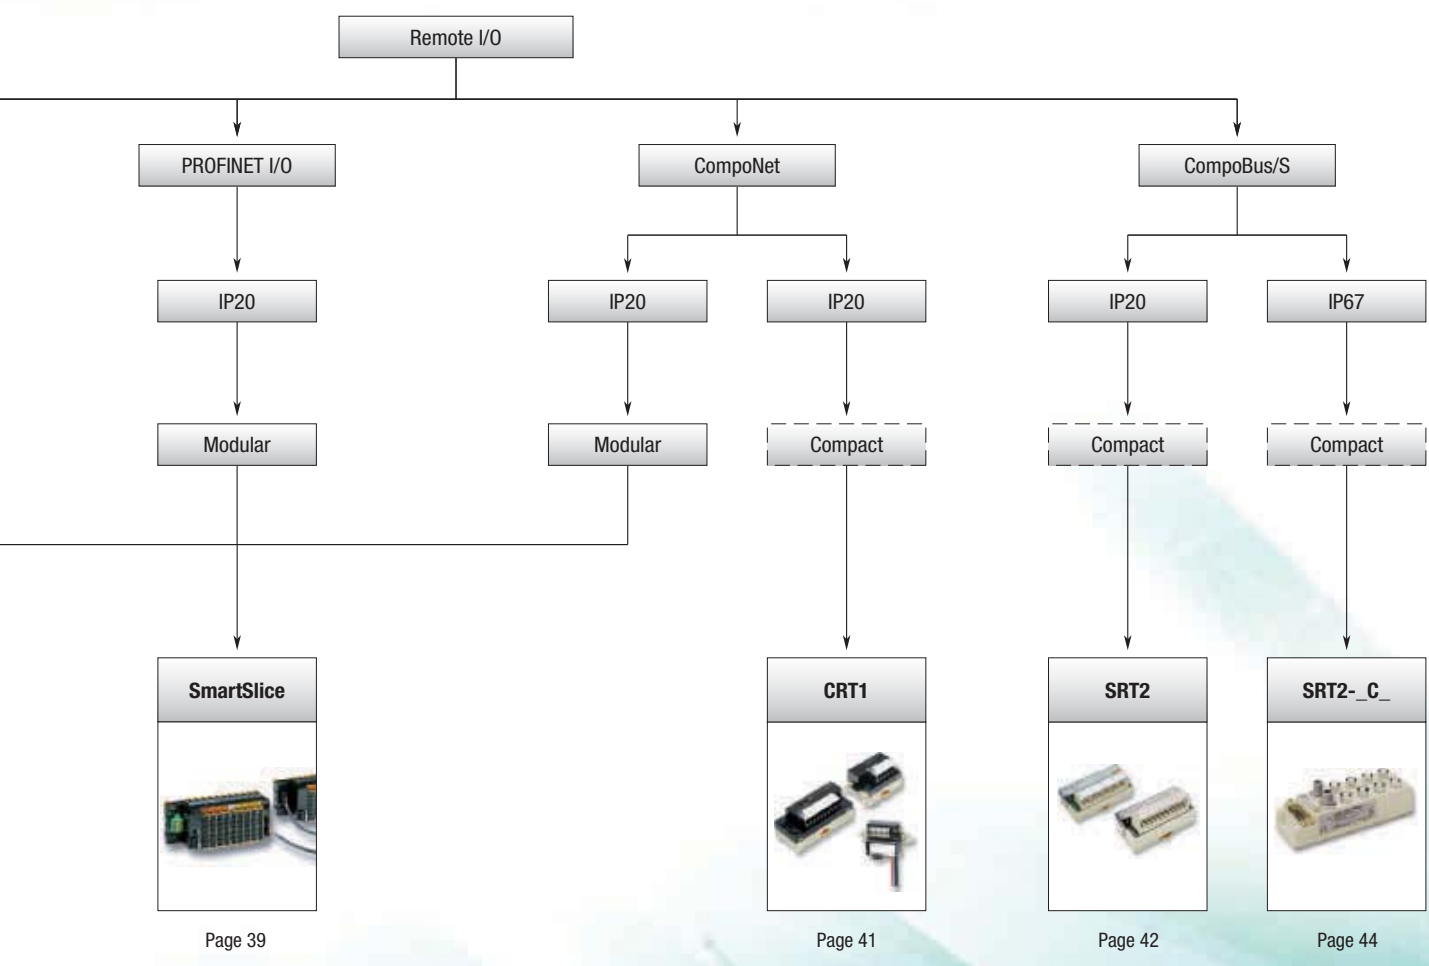 Remote I/O
PROFINET I/O
CompoNet
CompoBus/S
IP20
IP20
IP20
IP20
IP67
Modular
Modular
Compact
Compact
Compact
SmartSlice
CRT1
SRT2
SRT2-_C_
Page 39
Page 41
Page 42
Page 44